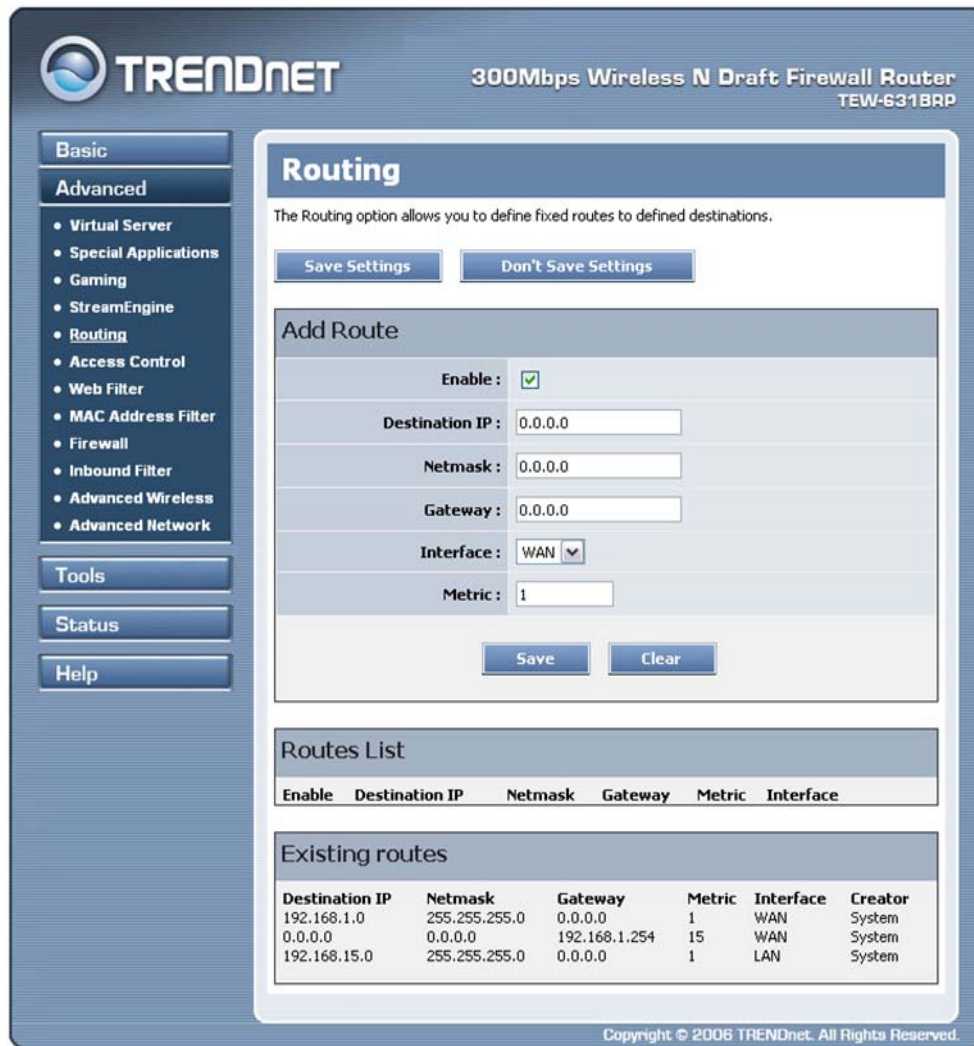 TRENDNET
300Mbps Wireless N Draft Firewall Router
TEW-631BRP
Basic
Advanced
• Virtual Server
• Special Applications
• Gaming
• StreamEngine
• Routing
• Access Control
• Web Filter
• MAC Address Filter
• Firewall
• Inbound Filter
• Advanced Wireless
• Advanced Network
Tools
Status
Help
Routing
The Routing option allows you to define fixed routes to defined destinations.
Save Settings Don't Save Settings
Add Route
Enable :
Destination IP : 0.0.0.0
Netmask : 0.0.0.0
Gateway : 0.0.0.0
Interface : WAN
Metric : 1
Save Clear
Routes List
Enable Destination IP Netmask Gateway Metric Interface
Existing routes
Destination IP Netmask Gateway Metric Interface Creator
192.168.1.0 255.255.255.0 0.0.0.0 1 WAN System
0.0.0.0 0.0.0.0 192.168.1.254 15 WAN System
192.168.15.0 255.255.255.0 0.0.0.0 1 LAN System
Copyright © 2006 TRENDnet. All Rights Reserved.